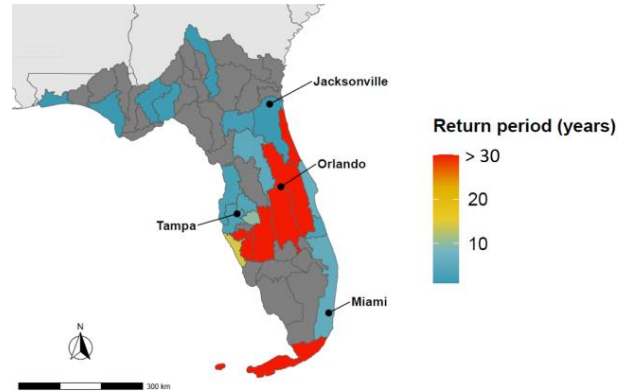 Jacksonville
Return period (years)
> 30
Orlando
20
Tampa
10
Miami
N
300 km